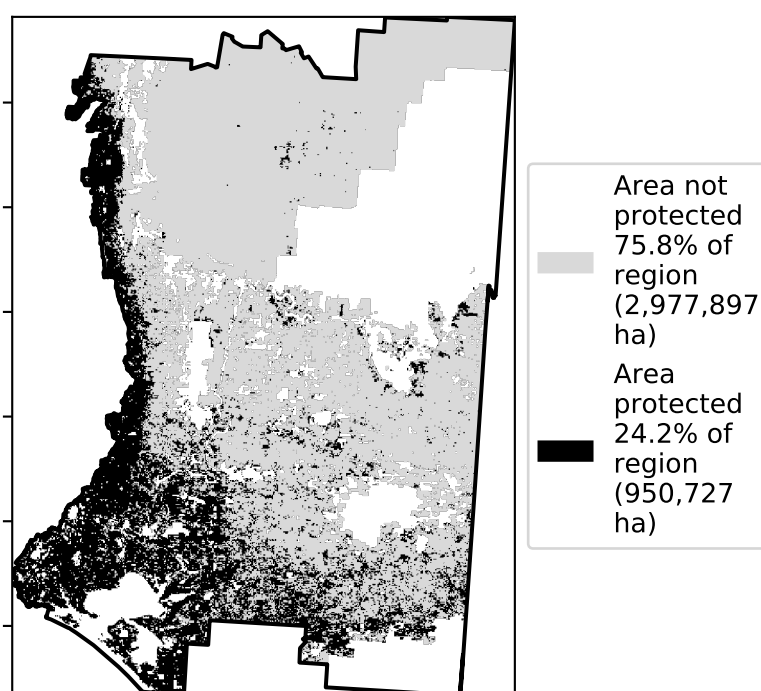 Area not
protected
75.8% of
region
(2,977,897
ha)
Area
protected
24.2% of
region
(950,727
ha)